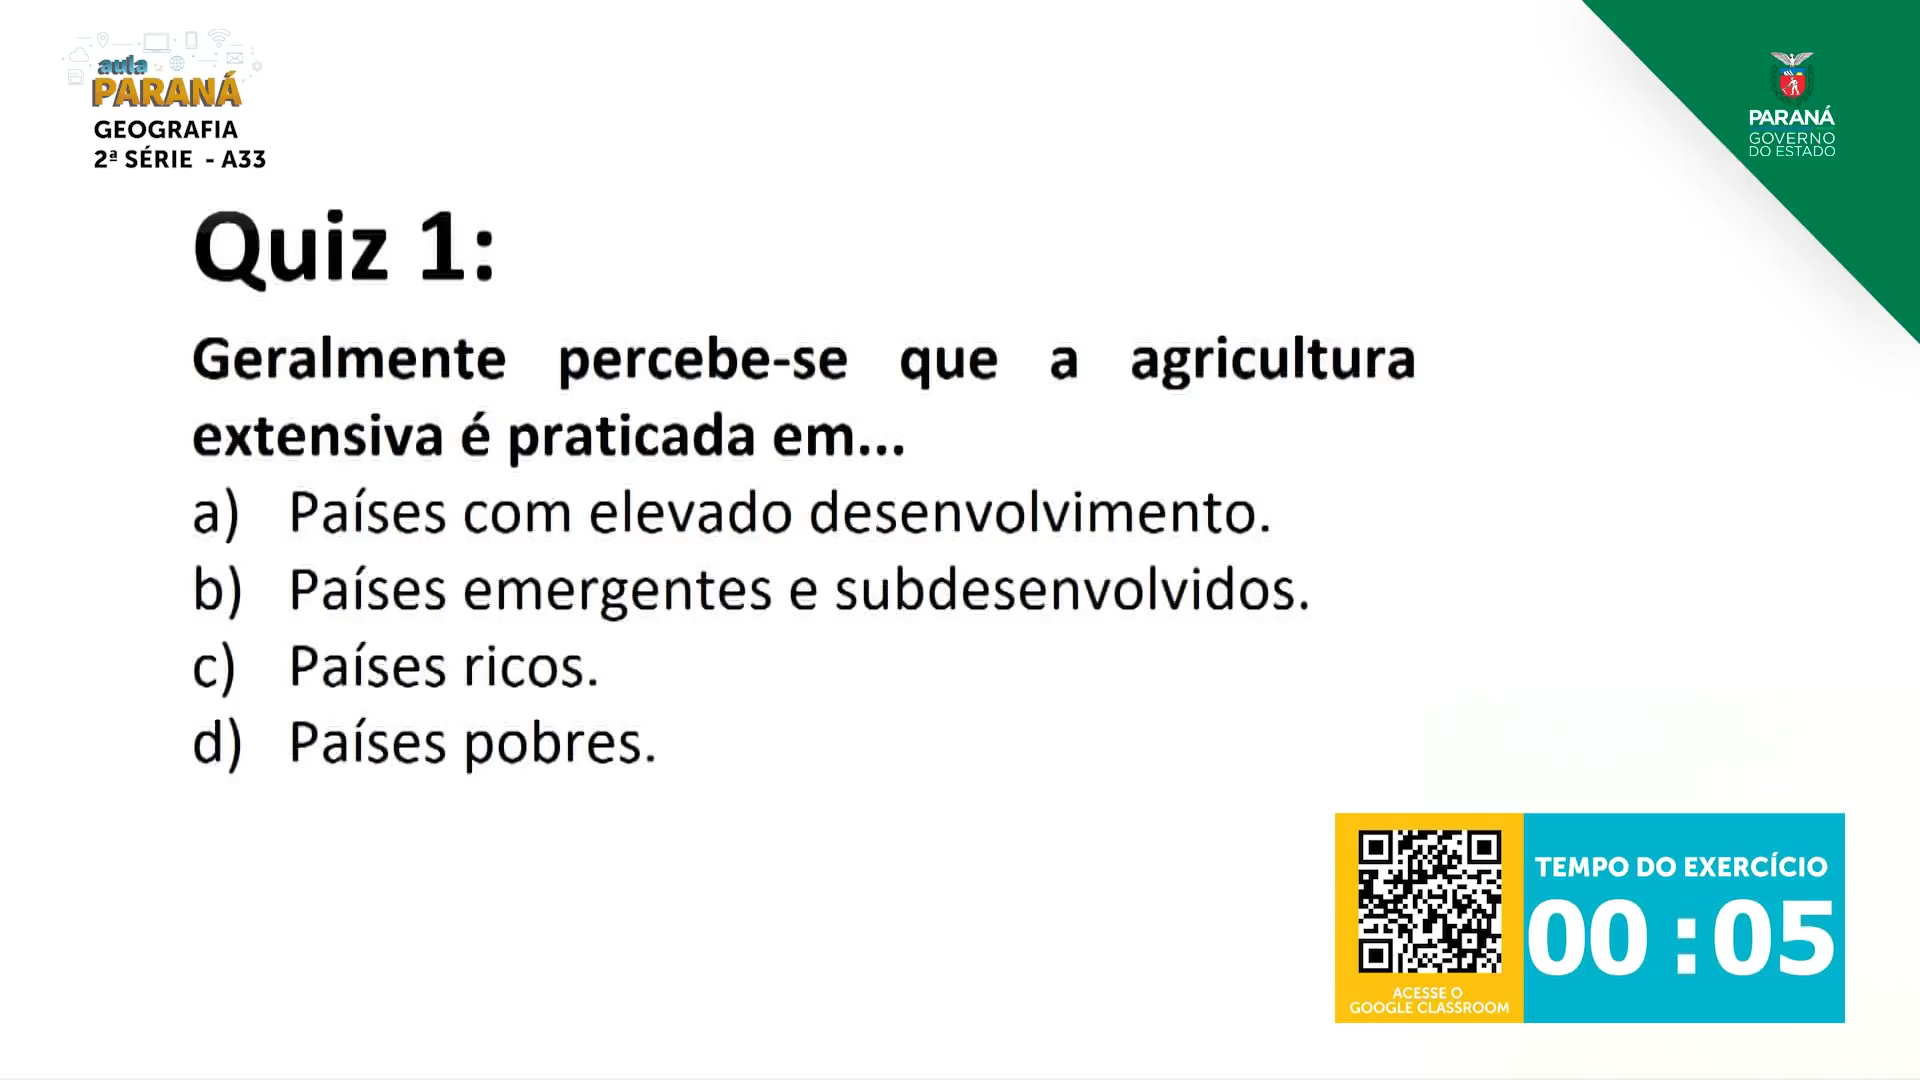 aula
PARANÁ
GEOGRAFIA
2ª SÉRIE - A33
PARANÁ
GOVERNO
DO ESTADO
Quiz 1:
Geralmente percebe-se que a agricultura
extensiva é praticada em...
a) Países com elevado desenvolvimento.
b) Países emergentes e subdesenvolvidos.
c) Países ricos.
d) Países pobres.
TEMPO DO EXERCÍCIO
00 : 05
ACESSE O
GOOGLE CLASSROOM